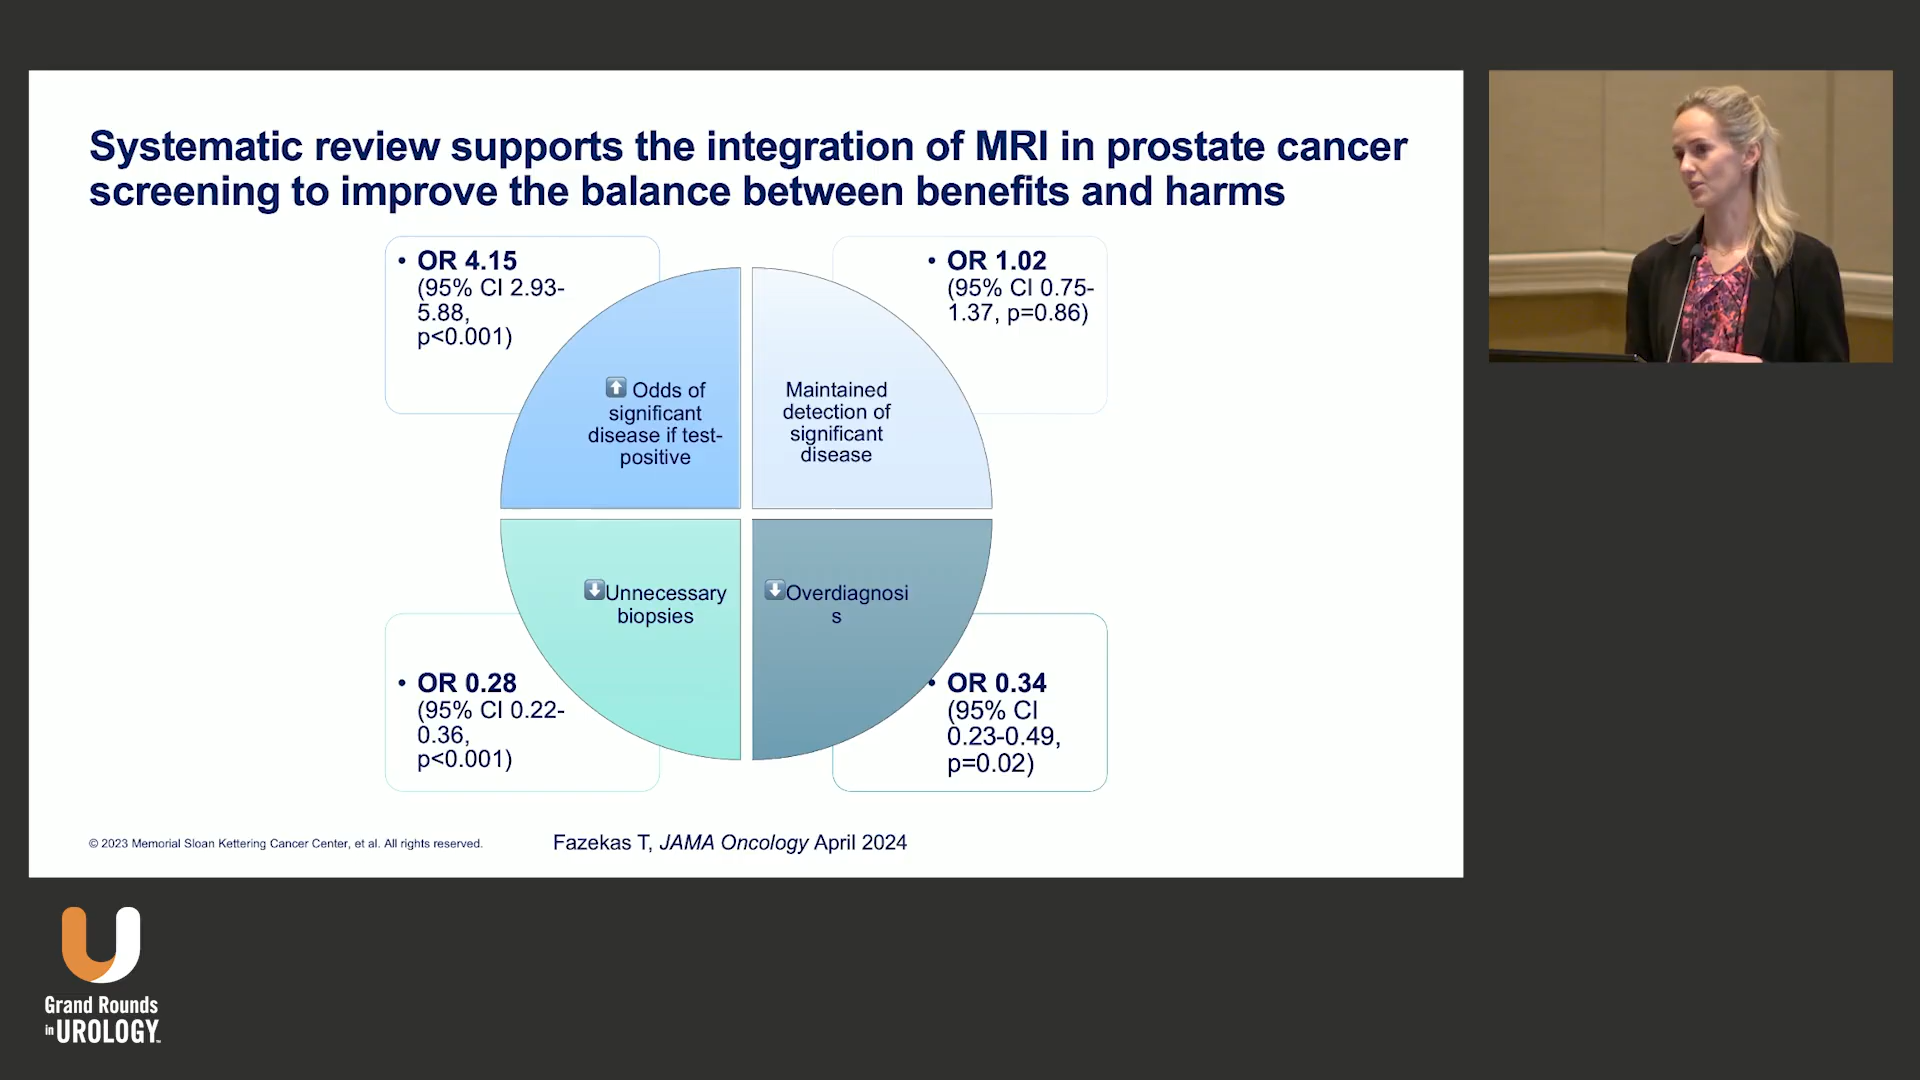 Systematic review supports the integration of MRI in prostate cancer
screening to improve the balance between benefits and harms
• OR 4.15
(95% CI 2.93-
5.88,
p<0.001)
• OR 1.02
(95% CI 0.75-
1.37, p=0.86)
⬆ Odds of
significant
disease if test-
positive
Maintained
detection of
significant
disease
⬇Unnecessary
biopsies
⬇Overdiagnosi
s
• OR 0.28
(95% CI 0.22-
0.36,
p<0.001)
• OR 0.34
(95% CI
0.23-0.49,
p=0.02)
© 2023 Memorial Sloan Kettering Cancer Center, et al. All rights reserved.
Fazekas T, JAMA Oncology April 2024
U
Grand Rounds
in UROLOGY™